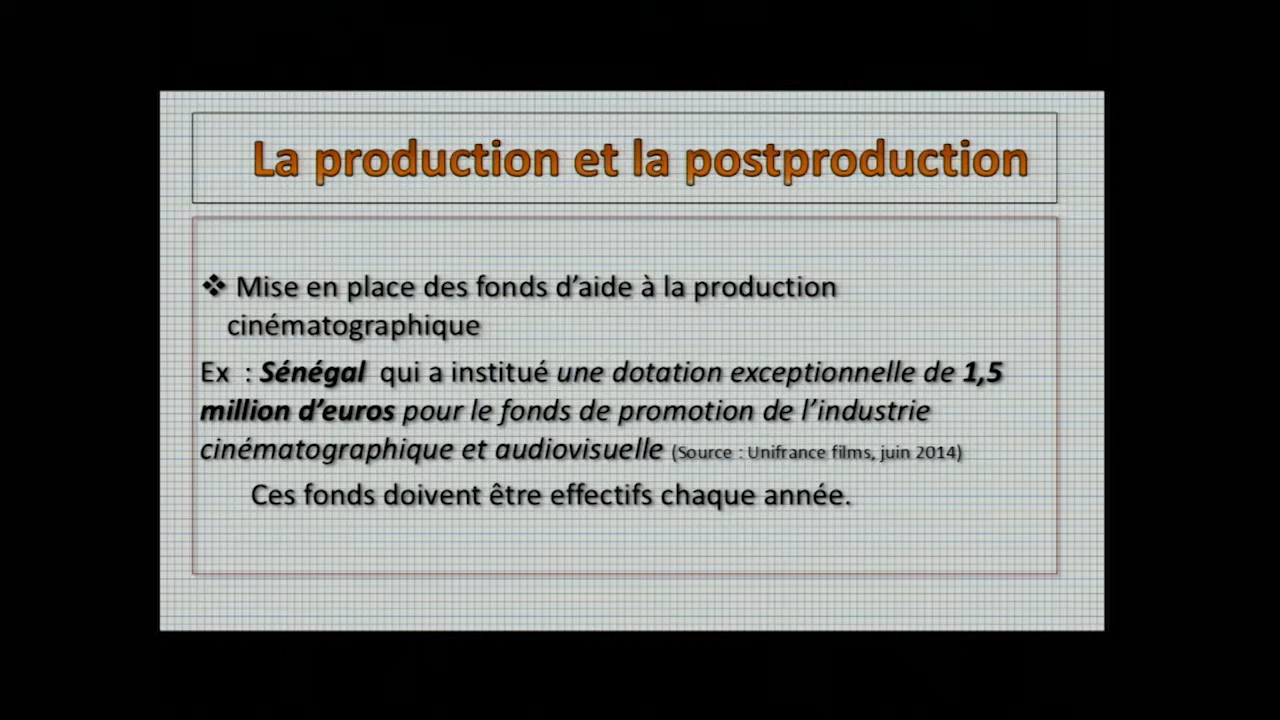 La production et la postproduction
❖ Mise en place des fonds d’aide à la production
cinématographique
Ex : Sénégal qui a institué une dotation exceptionnelle de 1,5
million d’euros pour le fonds de promotion de l’industrie
cinématographique et audiovisuelle (Source : Unifrance films, juin 2014)
Ces fonds doivent être effectifs chaque année.